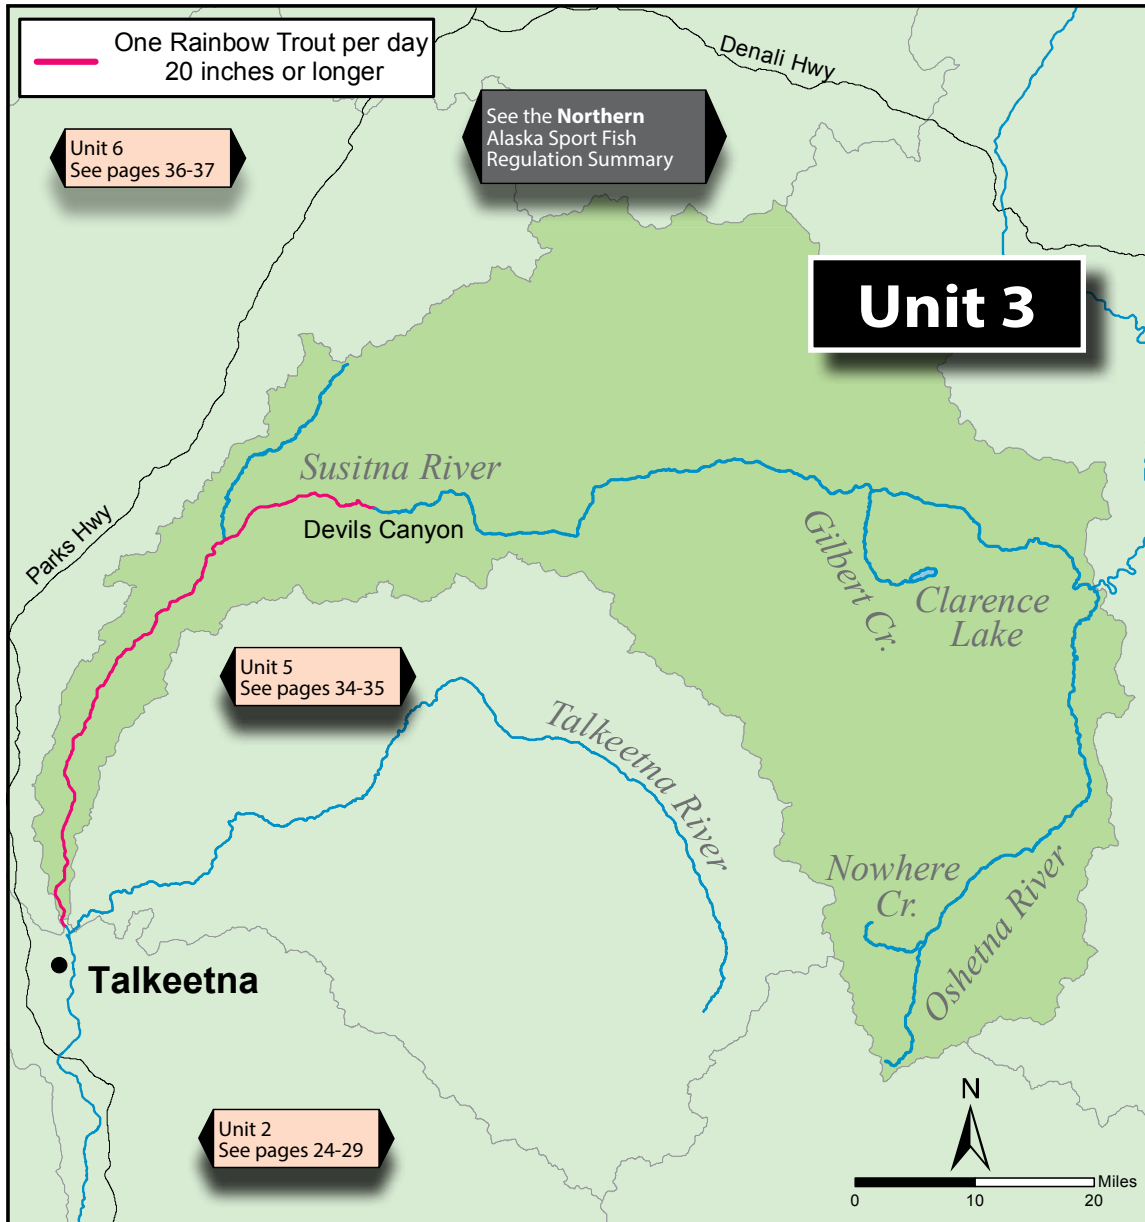 One Rainbow Trout per day
20 inches or longer
Denali Hwy
See the Northern
Alaska Sport Fish
Regulation Summary
Unit 6
See pages 36-37
Unit 3
Susitna River
Devils Canyon
Parks Hwy
Gilbert Cr.
Clarence
Lake
Unit 5
See pages 34-35
Talkeetna River
Nowhere
Cr.
Oshetna River
Talkeetna
N
Unit 2
See pages 24-29
Miles
0 10 20